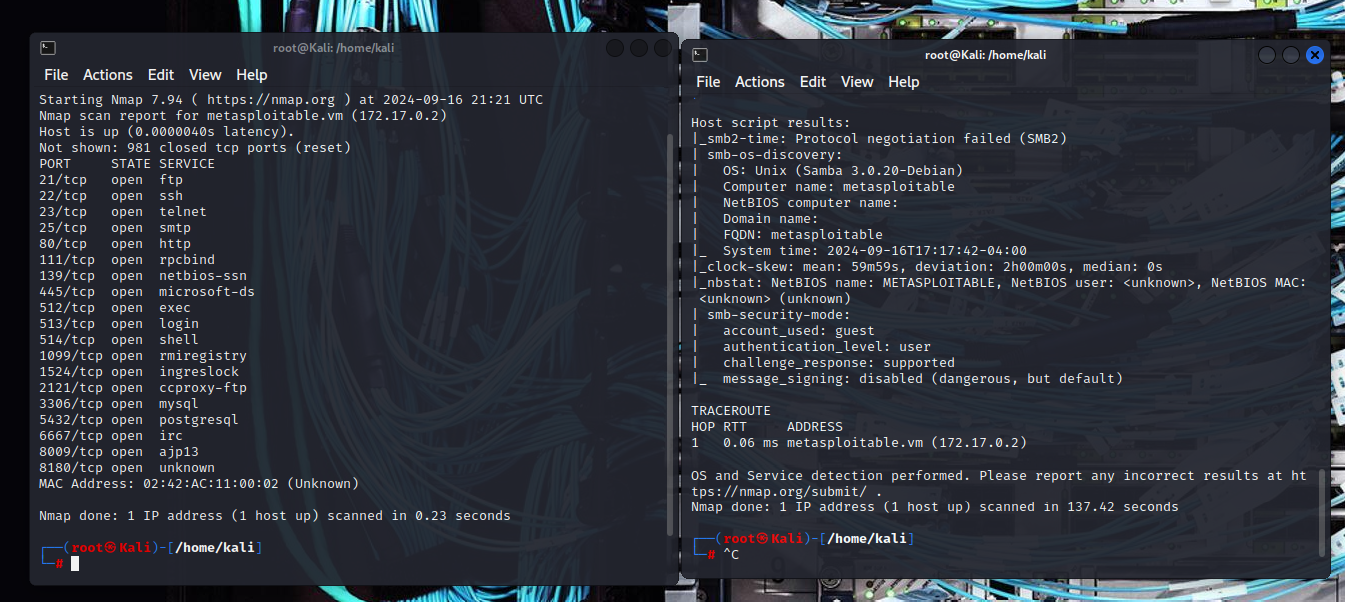 root@Kali: /home/kali
File Actions Edit View Help
Starting Nmap 7.94 ( https://nmap.org ) at 2024-09-16 21:21 UTC
Nmap scan report for metasploitable.vm (172.17.0.2)
Host is up (0.0000040s latency).
Not shown: 981 closed tcp ports (reset)
PORT     STATE SERVICE
21/tcp   open  ftp
22/tcp   open  ssh
23/tcp   open  telnet
25/tcp   open  smtp
80/tcp   open  http
111/tcp  open  rpcbind
139/tcp  open  netbios-ssn
445/tcp  open  microsoft-ds
512/tcp  open  exec
513/tcp  open  login
514/tcp  open  shell
1099/tcp open  rmiregistry
1524/tcp open  ingreslock
2121/tcp open  ccproxy-ftp
3306/tcp open  mysql
5432/tcp open  postgresql
6667/tcp open  irc
8009/tcp open  ajp13
8180/tcp open  unknown
MAC Address: 02:42:AC:11:00:02 (Unknown)
Nmap done: 1 IP address (1 host up) scanned in 0.23 seconds
┌──(root㉿Kali)-[/home/kali]
└─#
root@Kali: /home/kali
File Actions Edit View Help
Host script results:
|_smb2-time: Protocol negotiation failed (SMB2)
| smb-os-discovery:
|   OS: Unix (Samba 3.0.20-Debian)
|   Computer name: metasploitable
|   NetBIOS computer name:
|   Domain name:
|   FQDN: metasploitable
|_  System time: 2024-09-16T17:17:42-04:00
|_clock-skew: mean: 59m59s, deviation: 2h00m00s, median: 0s
|_nbstat: NetBIOS name: METASPLOITABLE, NetBIOS user: <unknown>, NetBIOS MAC:
<unknown> (unknown)
| smb-security-mode:
|   account_used: guest
|   authentication_level: user
|   challenge_response: supported
|_  message_signing: disabled (dangerous, but default)
TRACEROUTE
HOP RTT     ADDRESS
1   0.06 ms metasploitable.vm (172.17.0.2)
OS and Service detection performed. Please report any incorrect results at ht
tps://nmap.org/submit/ .
Nmap done: 1 IP address (1 host up) scanned in 137.42 seconds
┌──(root㉿Kali)-[/home/kali]
└─# ^C